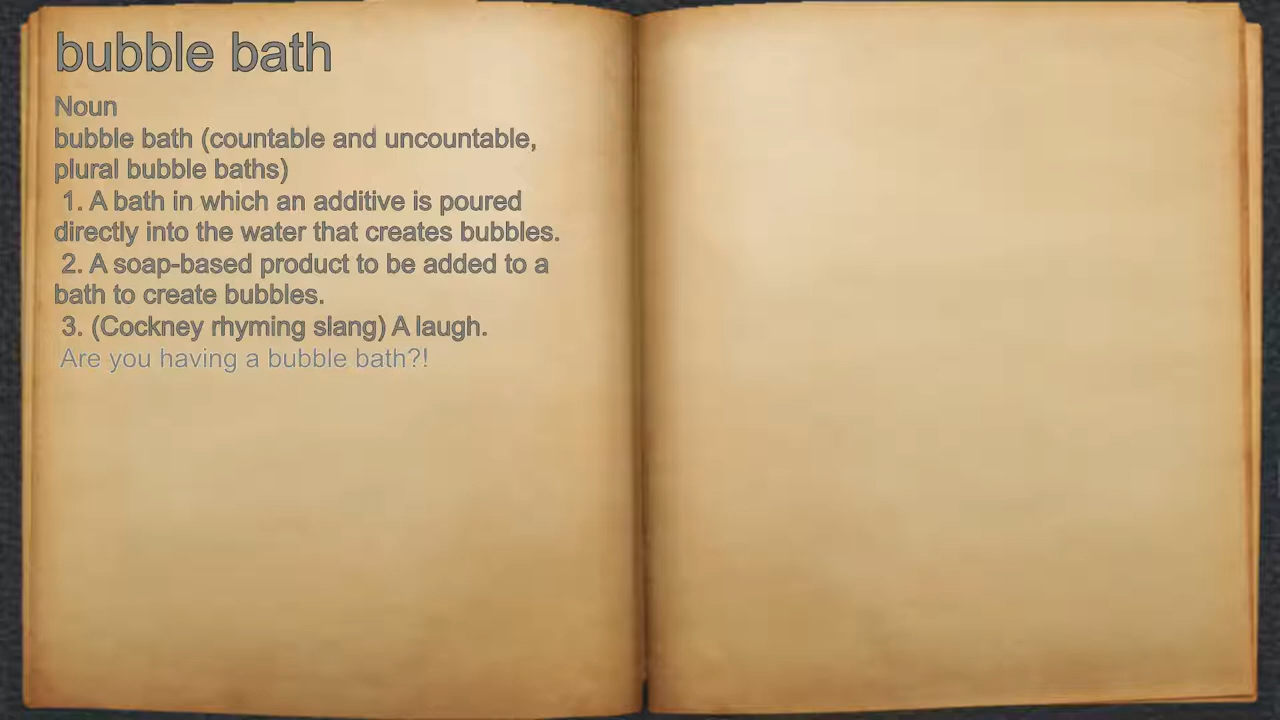 bubble bath
Noun
bubble bath (countable and uncountable,
plural bubble baths)
1. A bath in which an additive is poured
directly into the water that creates bubbles.
2. A soap-based product to be added to a
bath to create bubbles.
3. (Cockney rhyming slang) A laugh.
Are you having a bubble bath?!